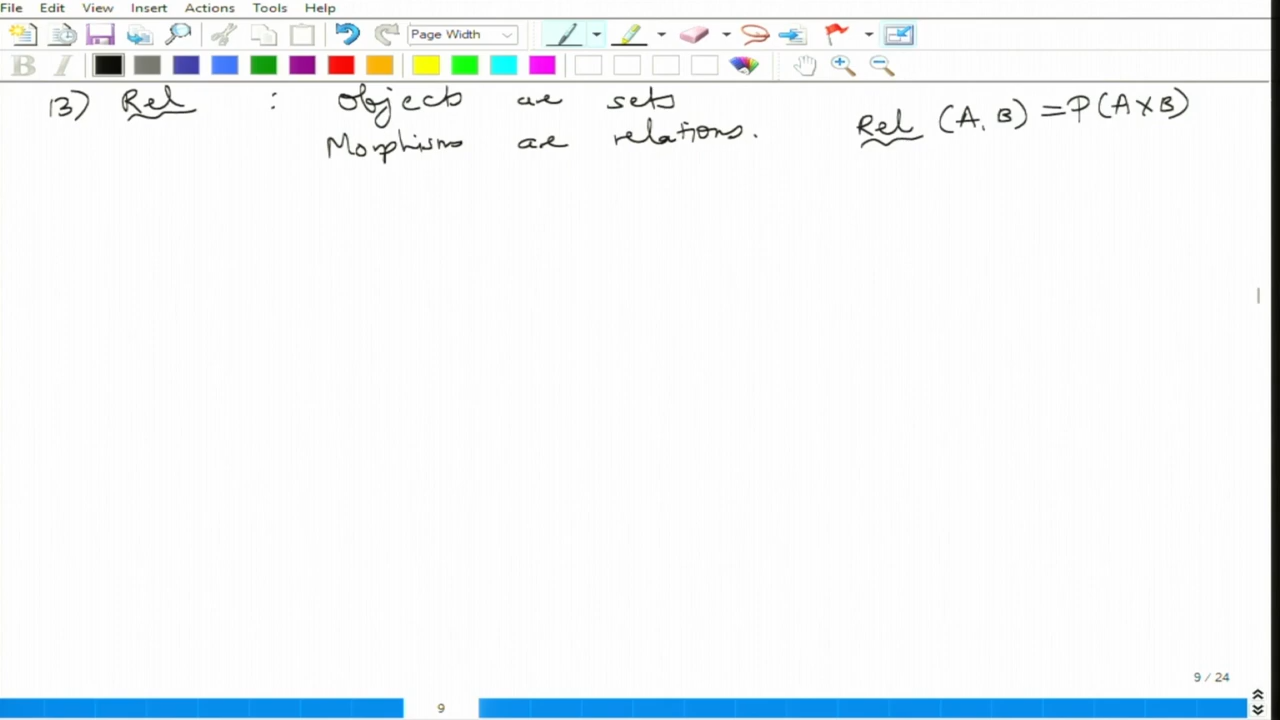 File Edit View Insert Actions Tools Help
Page Width
B I
13) Rel : Objects are sets
Morphisms are relations.
Rel (A, B) = P(A×B)
9 / 24
9